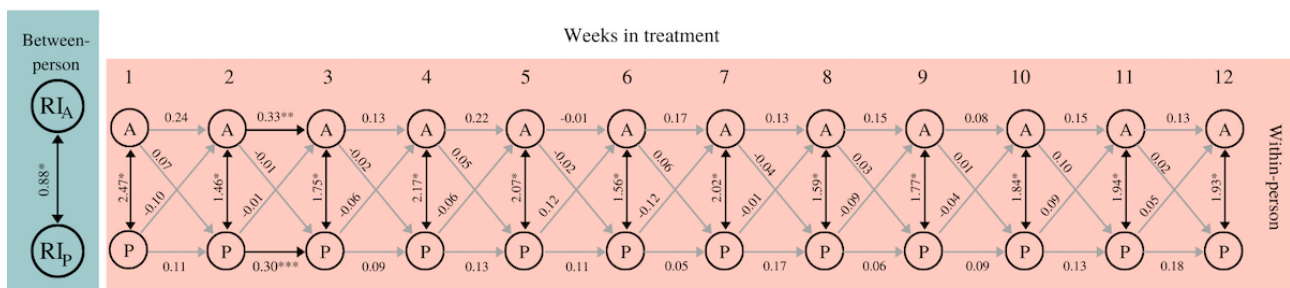 Weeks in treatment
Between-
person
1 2 3 4 5 6 7 8 9 10 11 12
RI_A
0.24 0.33** 0.13 0.22 -0.01 0.17 0.13 0.15 0.08 0.15 0.13
A A A A A A A A A A A A
0.07 -0.01 -0.02 0.05 -0.02 0.06 -0.04 0.03 0.01 0.10 0.02
0.88* 2.47* 1.46* 1.75* 2.17* 2.07* 1.56* 2.02* 1.59* 1.77* 1.84* 1.94* 1.93*
Within-person
-0.10 -0.01 -0.06 -0.06 0.12 -0.12 -0.01 -0.09 -0.04 0.09 0.05
RI_P
P P P P P P P P P P P P
0.11 0.30*** 0.09 0.13 0.11 0.05 0.17 0.06 0.09 0.13 0.18